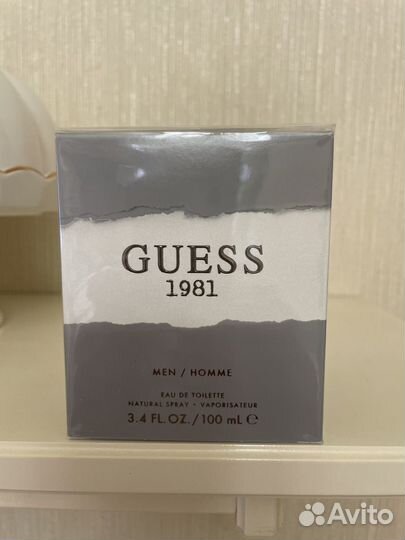 GUESS
1981
MEN / HOMME
EAU DE TOILETTE
NATURAL SPRAY • VAPORISATEUR
3.4 FL.OZ./100 mL ℮
Avito